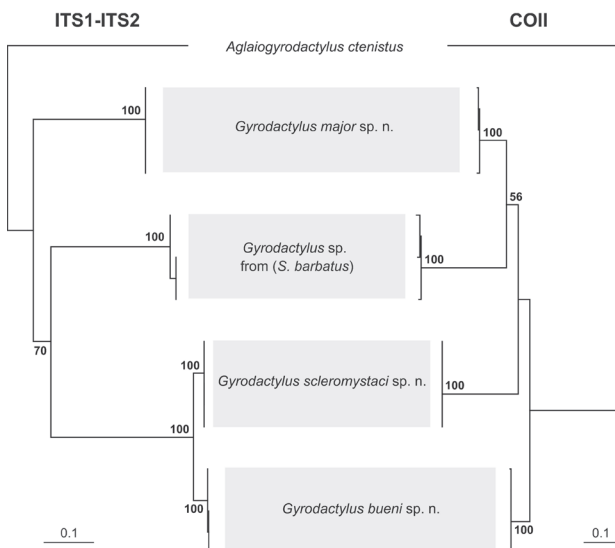 ITS1-ITS2 COII
Aglaiogyrodactylus ctenistus
100 Gyrodactylus major sp. n. 100
56
100 Gyrodactylus sp.
from (S. barbatus) 100
70
100 Gyrodactylus scleromystaci sp. n. 100
100
100 Gyrodactylus bueni sp. n. 100
0.1 0.1